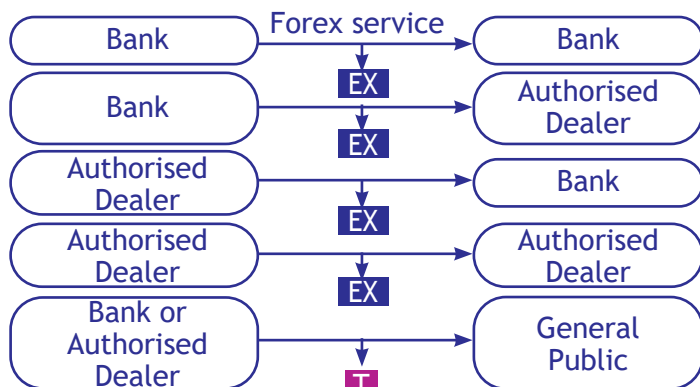 Forex service
Bank
Bank
EX
Bank
Authorised
Dealer
EX
Authorised
Dealer
Bank
EX
Authorised
Dealer
Authorised
Dealer
EX
Bank or
Authorised
Dealer
General
Public
T